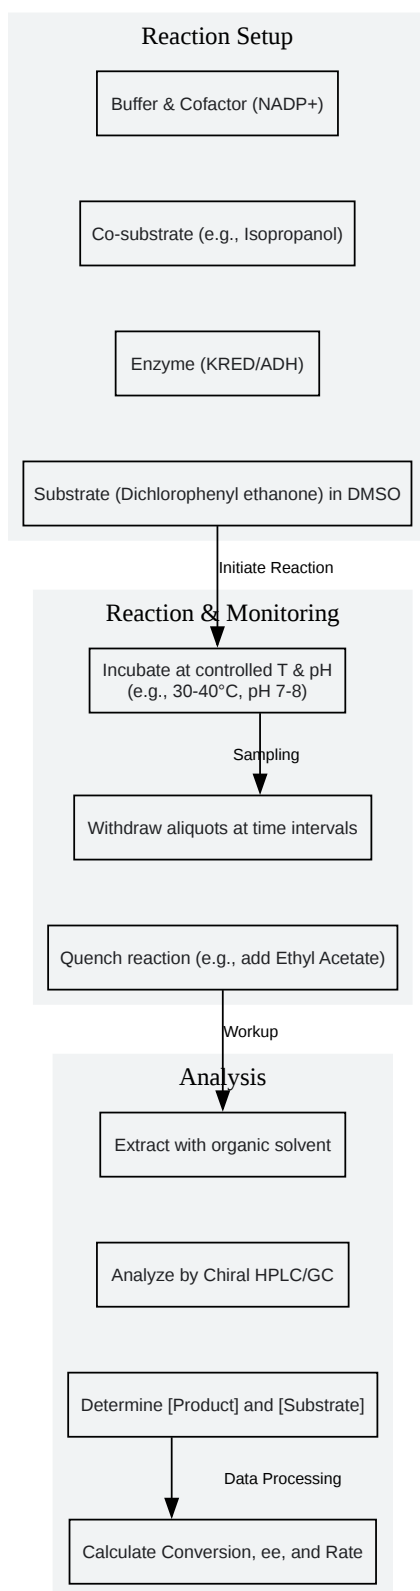 Reaction Setup
Buffer & Cofactor (NADP+)
Co-substrate (e.g., Isopropanol)
Enzyme (KRED/ADH)
Substrate (Dichlorophenyl ethanone) in DMSO
Initiate Reaction
Reaction & Monitoring
Incubate at controlled T & pH
(e.g., 30-40°C, pH 7-8)
Sampling
Withdraw aliquots at time intervals
Quench reaction (e.g., add Ethyl Acetate)
Workup
Analysis
Extract with organic solvent
Analyze by Chiral HPLC/GC
Determine [Product] and [Substrate]
Data Processing
Calculate Conversion, ee, and Rate